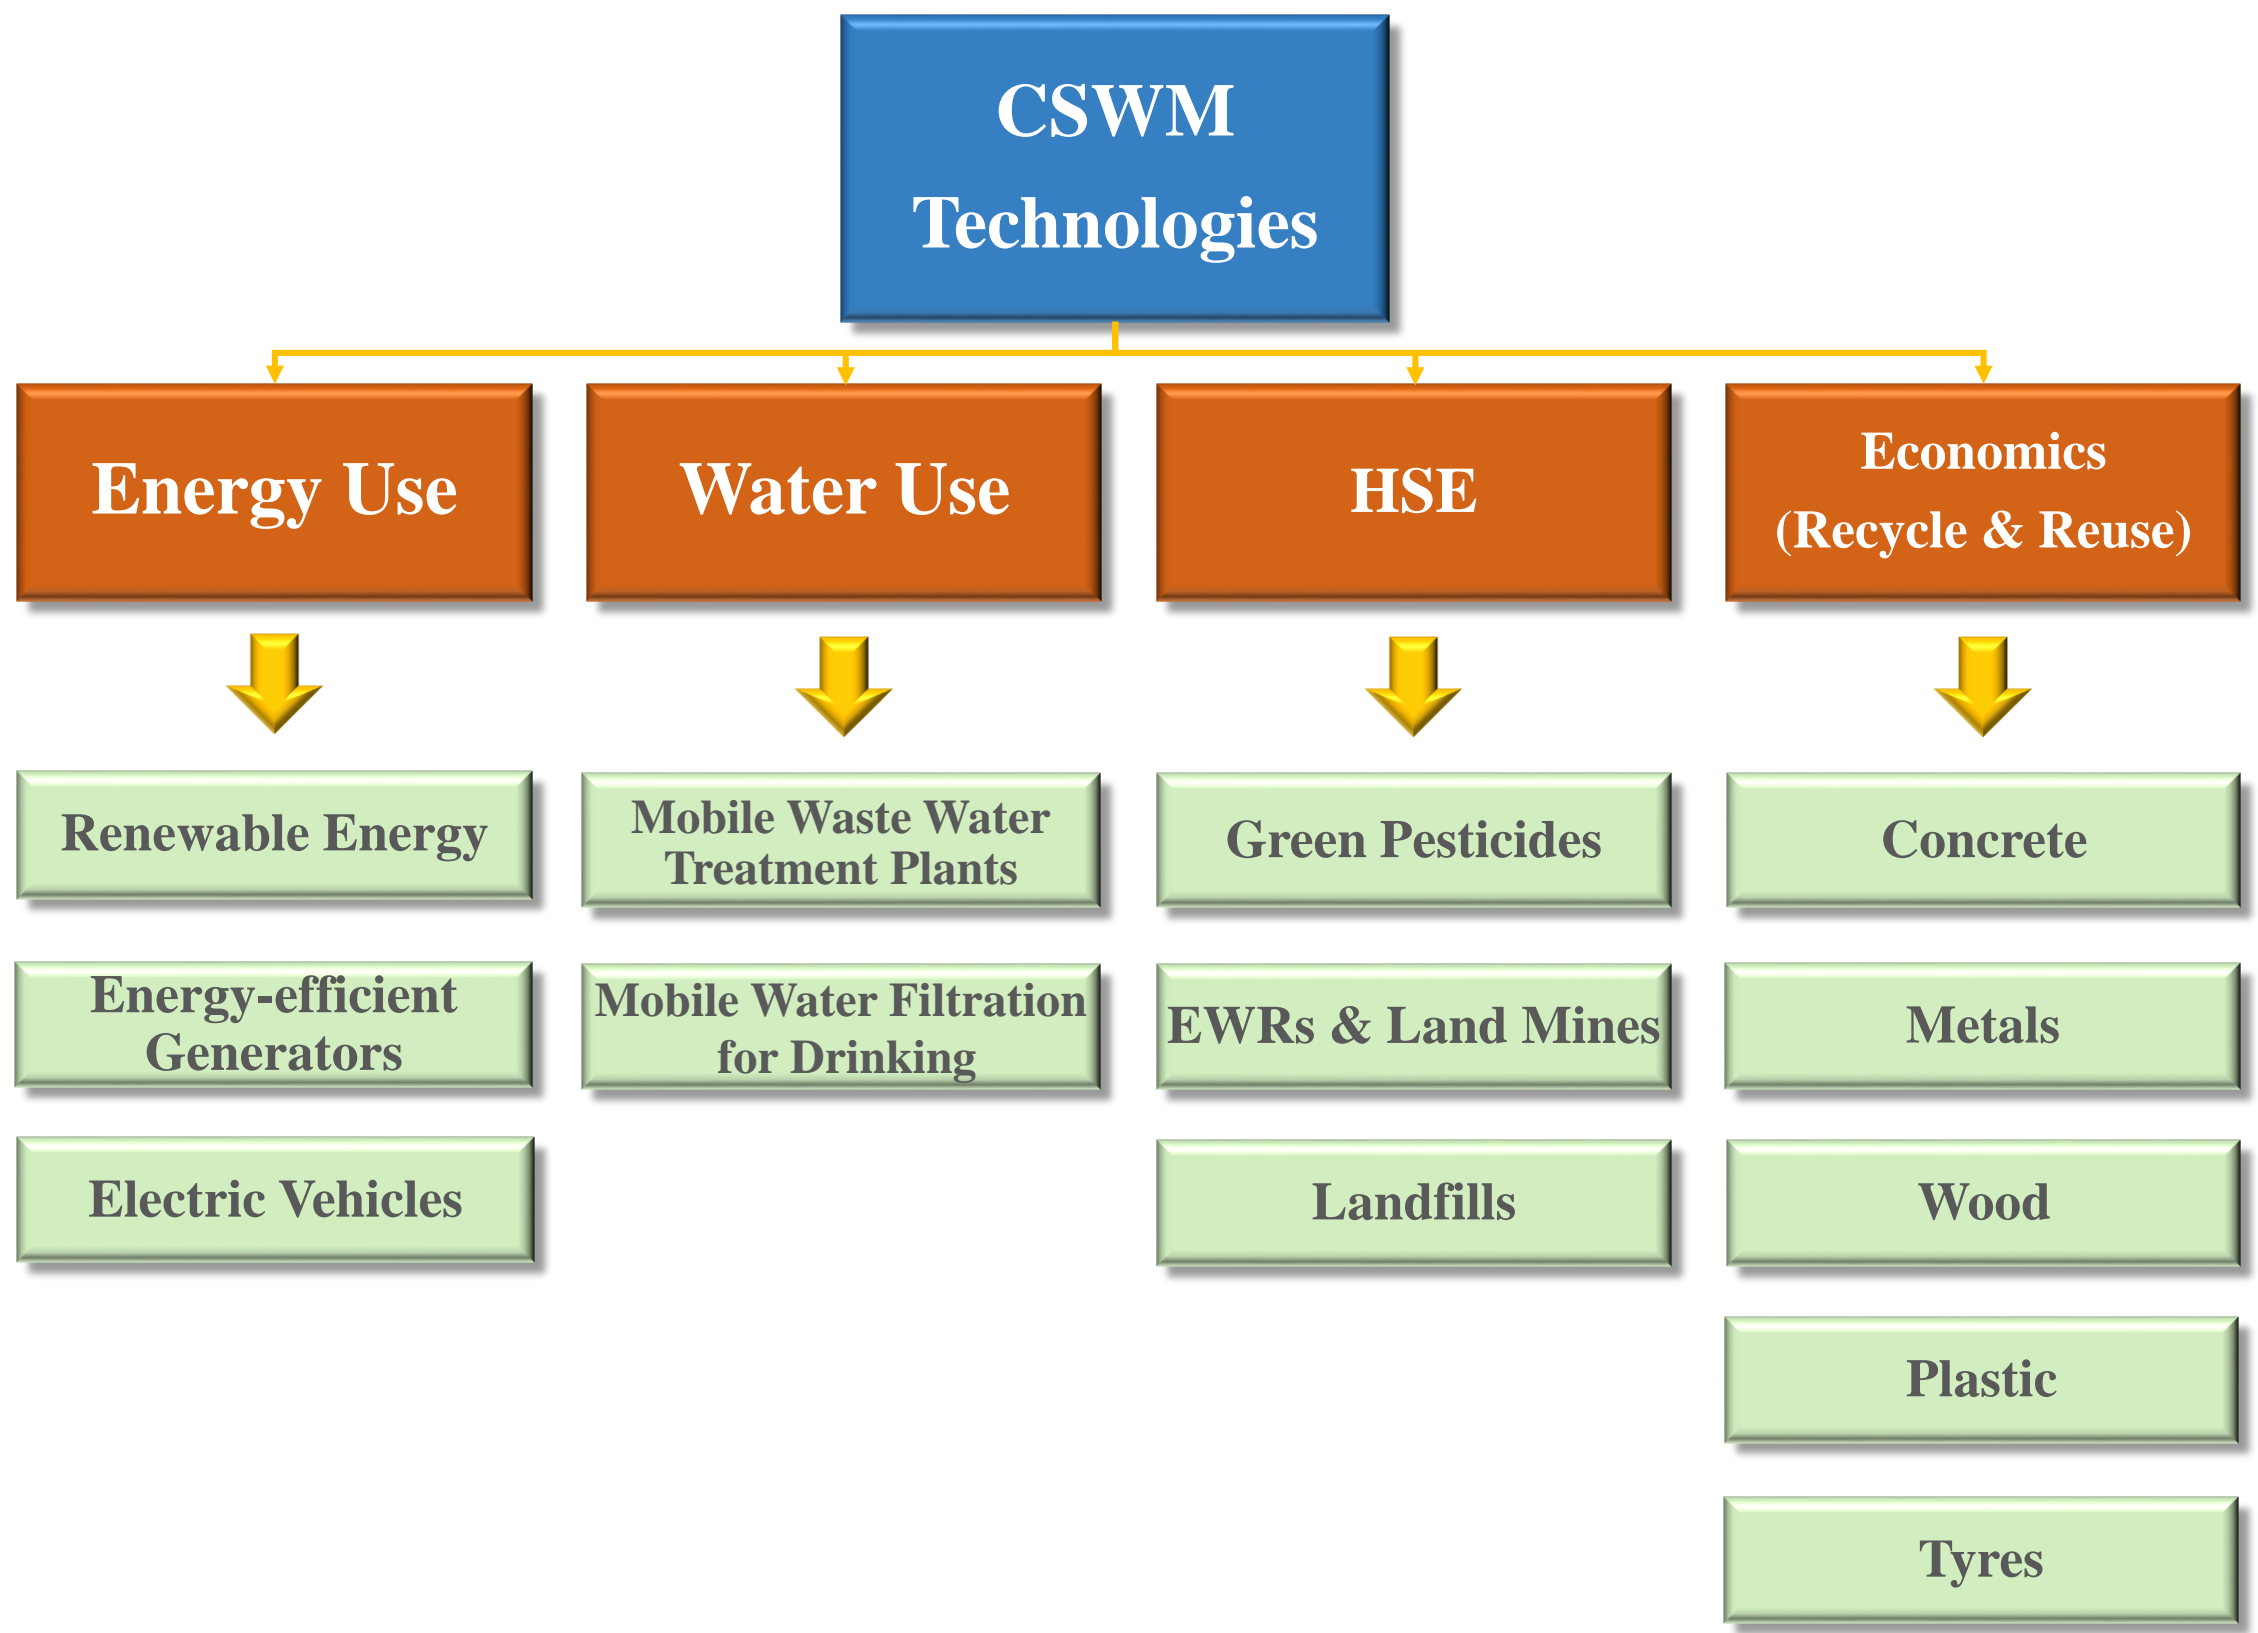 CSWM
Technologies
Energy Use
Water Use
HSE
Economics
(Recycle & Reuse)
Renewable Energy
Energy-efficient
Generators
Electric Vehicles
Mobile Waste Water
Treatment Plants
Mobile Water Filtration
for Drinking
Green Pesticides
EWRs & Land Mines
Landfills
Concrete
Metals
Wood
Plastic
Tyres